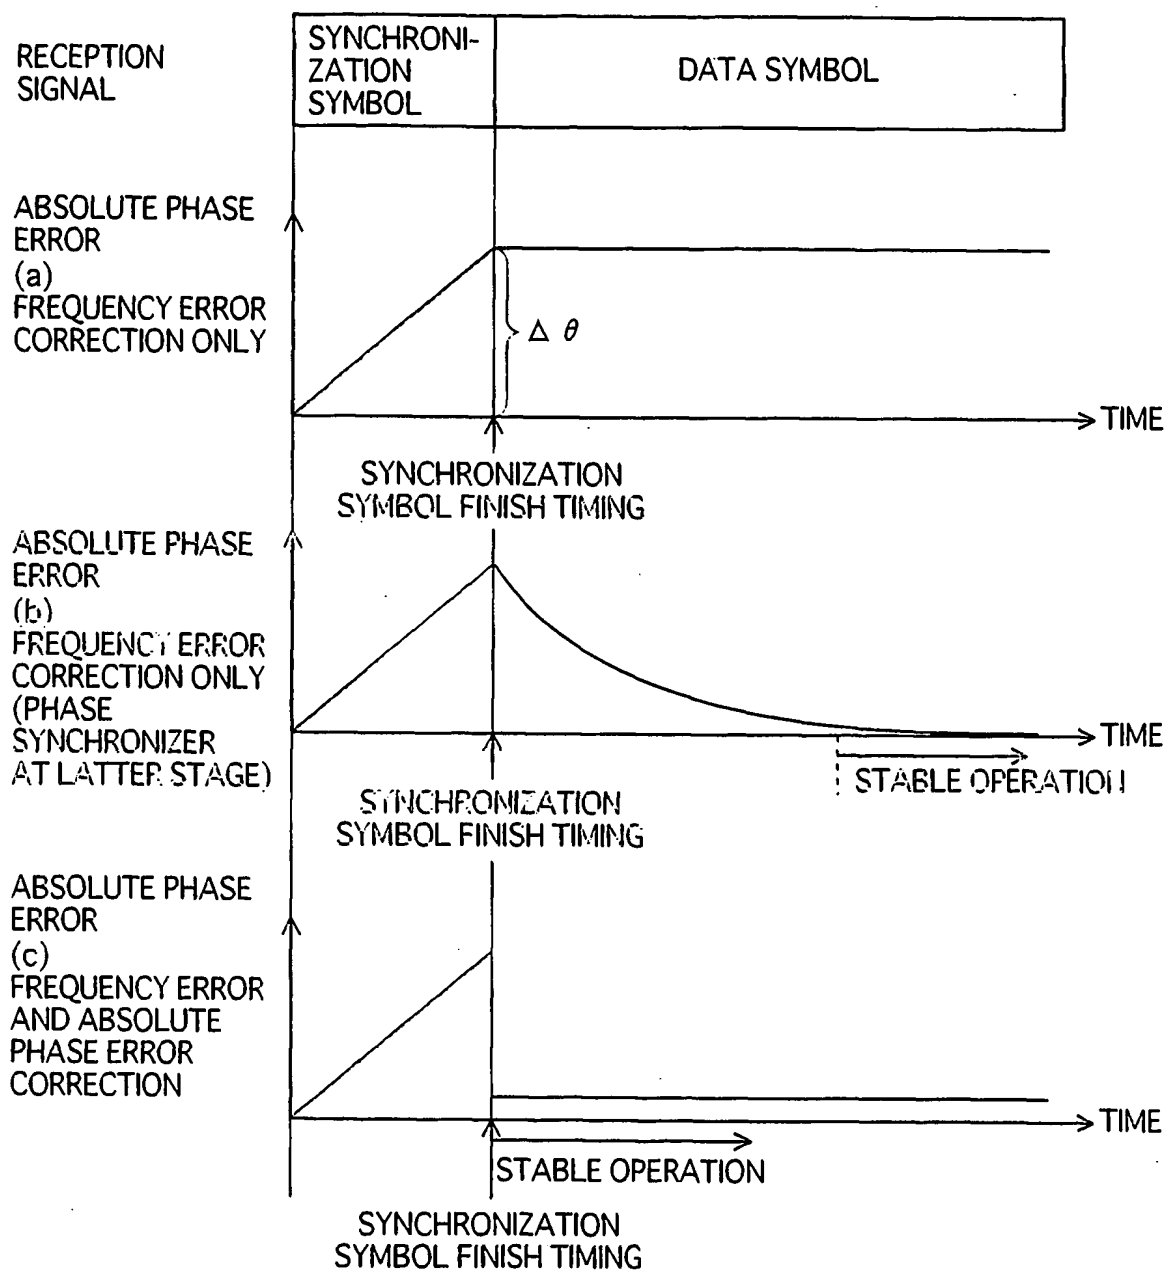 RECEPTION
SIGNAL
SYNCHRONI-
ZATION
SYMBOL
DATA SYMBOL
ABSOLUTE PHASE
ERROR
(a)
FREQUENCY ERROR
CORRECTION ONLY
Δ θ
TIME
SYNCHRONIZATION
SYMBOL FINISH TIMING
ABSOLUTE PHASE
ERROR
(b)
FREQUENCY ERROR
CORRECTION ONLY
(PHASE
SYNCHRONIZER
AT LATTER STAGE)
TIME
STABLE OPERATION
SYNCHRONIZATION
SYMBOL FINISH TIMING
ABSOLUTE PHASE
ERROR
(c)
FREQUENCY ERROR
AND ABSOLUTE
PHASE ERROR
CORRECTION
TIME
STABLE OPERATION
SYNCHRONIZATION
SYMBOL FINISH TIMING